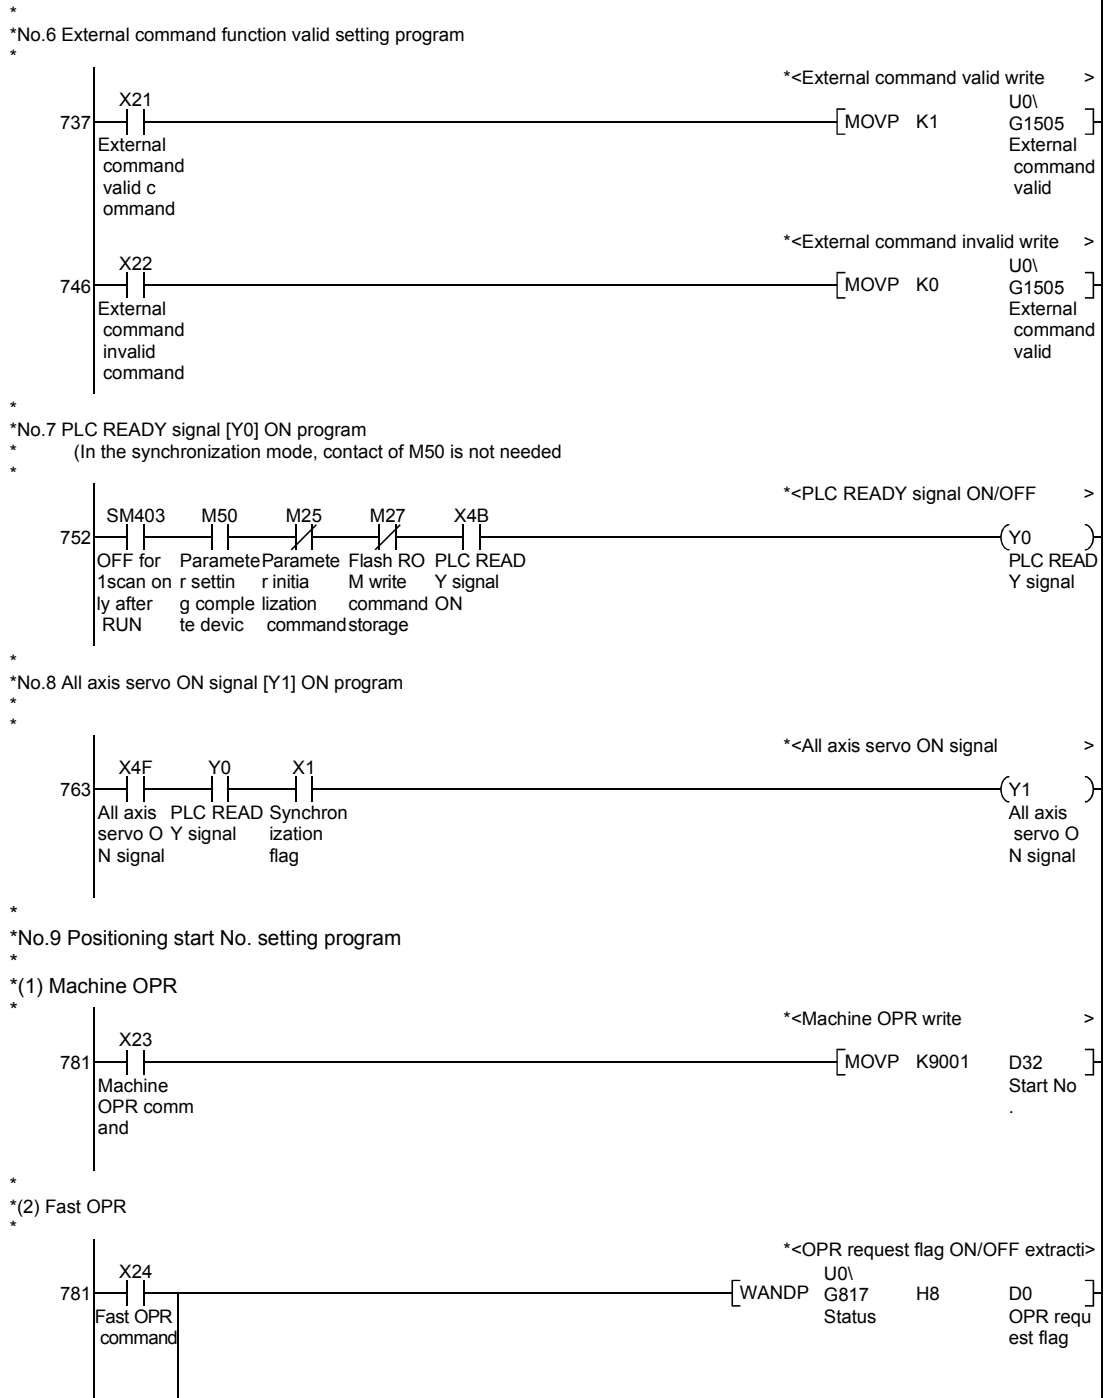 *
*No.6 External command function valid setting program
*
*<External command valid write >
X21
U0\
737
[MOVP K1 G1505 ]
External
command
valid c
ommand
External
command
valid
*<External command invalid write >
X22
U0\
746
[MOVP K0 G1505 ]
External
command
invalid
command
External
command
valid
*
*No.7 PLC READY signal [Y0] ON program
* (In the synchronization mode, contact of M50 is not needed
*
*<PLC READY signal ON/OFF >
SM403 M50 M25 M27 X4B
752
(Y0 )
OFF for Paramete Paramete Flash RO PLC READ PLC READ
1scan on r settin r initia M write Y signal Y signal
ly after g comple lization command ON
RUN te devic command storage
*
*No.8 All axis servo ON signal [Y1] ON program
*
*
*<All axis servo ON signal >
X4F Y0 X1
763
(Y1 )
All axis PLC READ Synchron All axis
servo O Y signal ization servo O
N signal flag N signal
*
*No.9 Positioning start No. setting program
*
*(1) Machine OPR
*
*<Machine OPR write >
X23
781
[MOVP K9001 D32 ]
Machine Start No
OPR comm .
and
*
*(2) Fast OPR
*
*<OPR request flag ON/OFF extracti>
X24
U0\
781
[WANDP G817 H8 D0 ]
Fast OPR Status OPR requ
command est flag